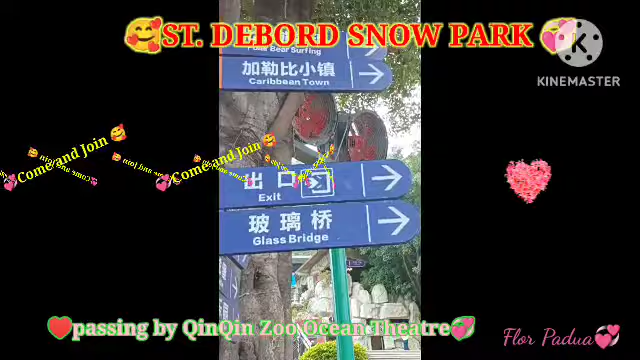 🥰ST. DEBORD SNOW PARK 💞
KINEMASTER
Bear Surfing
加勒比小镇
Caribbean Town
Come and Join 🥰
Come and Join 🥰
出口
Exit
玻璃桥
Glass Bridge
❤passing by QinQin Zoo Ocean Theatre💞
Flor Padua💞